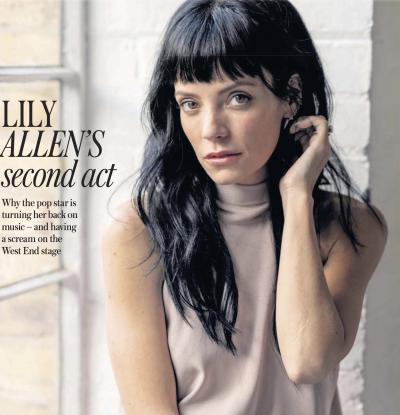 LILY
ALLEN'S
second act
Why the pop star is
turning her back on
music – and having
a scream on the
West End stage